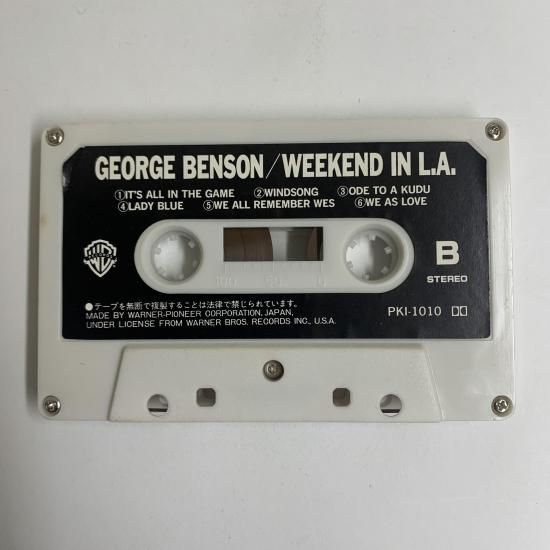 GEORGE BENSON/WEEKEND IN L.A.
①IT'S ALL IN THE GAME ②WINDSONG ③ODE TO A KUDU
④LADY BLUE ⑤WE ALL REMEMBER WES ⑥WE AS LOVE
B
STEREO
100 50 0
●テープを無断で複製することは法律で禁じられています。
MADE BY WARNER-PIONEER CORPORATION, JAPAN,
UNDER LICENSE FROM WARNER BROS. RECORDS INC., U.S.A.
PKI-1010